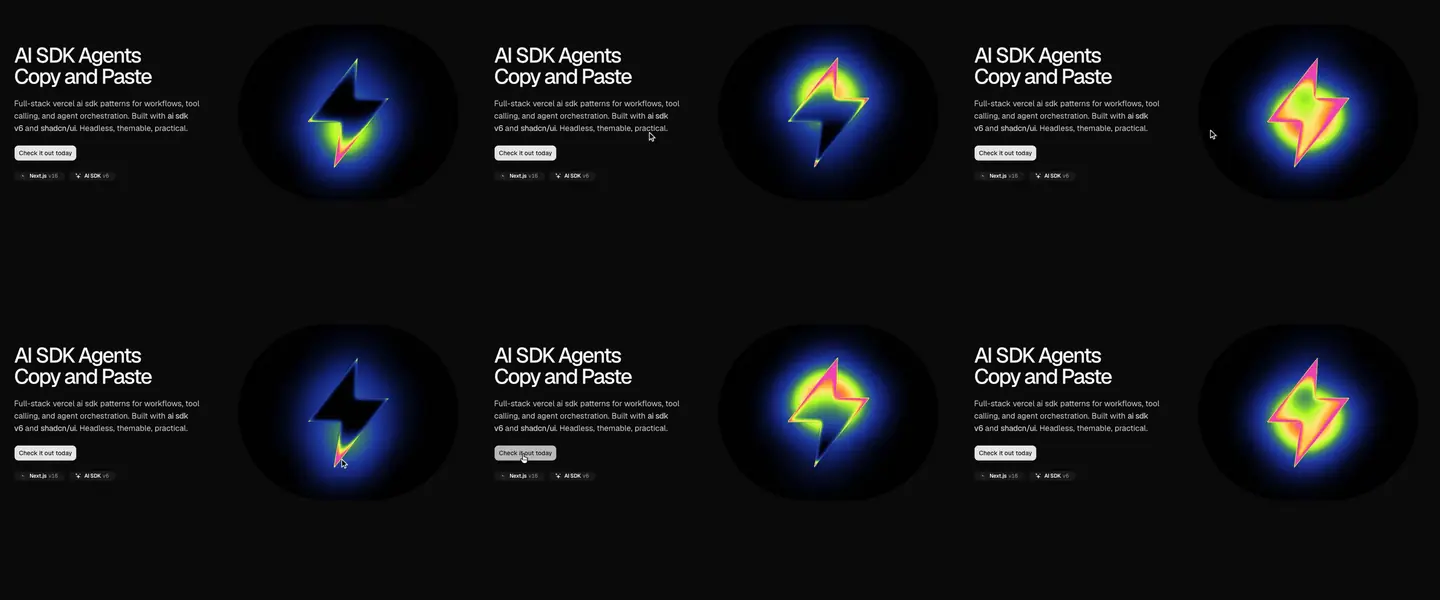 AI SDK Agents
Copy and Paste
Full-stack vercel ai sdk patterns for workflows, tool
calling, and agent orchestration. Built with ai sdk
v6 and shadcn/ui. Headless, themable, practical.
Check it out today
Next.js v16 AI SDK v6
AI SDK Agents
Copy and Paste
Full-stack vercel ai sdk patterns for workflows, tool
calling, and agent orchestration. Built with ai sdk
v6 and shadcn/ui. Headless, themable, practical.
Check it out today
Next.js v16 AI SDK v6
AI SDK Agents
Copy and Paste
Full-stack vercel ai sdk patterns for workflows, tool
calling, and agent orchestration. Built with ai sdk
v6 and shadcn/ui. Headless, themable, practical.
Check it out today
Next.js v16 AI SDK v6
AI SDK Agents
Copy and Paste
Full-stack vercel ai sdk patterns for workflows, tool
calling, and agent orchestration. Built with ai sdk
v6 and shadcn/ui. Headless, themable, practical.
Check it out today
Next.js v16 AI SDK v6
AI SDK Agents
Copy and Paste
Full-stack vercel ai sdk patterns for workflows, tool
calling, and agent orchestration. Built with ai sdk
v6 and shadcn/ui. Headless, themable, practical.
Check it out today
Next.js v16 AI SDK v6
AI SDK Agents
Copy and Paste
Full-stack vercel ai sdk patterns for workflows, tool
calling, and agent orchestration. Built with ai sdk
v6 and shadcn/ui. Headless, themable, practical.
Check it out today
Next.js v16 AI SDK v6